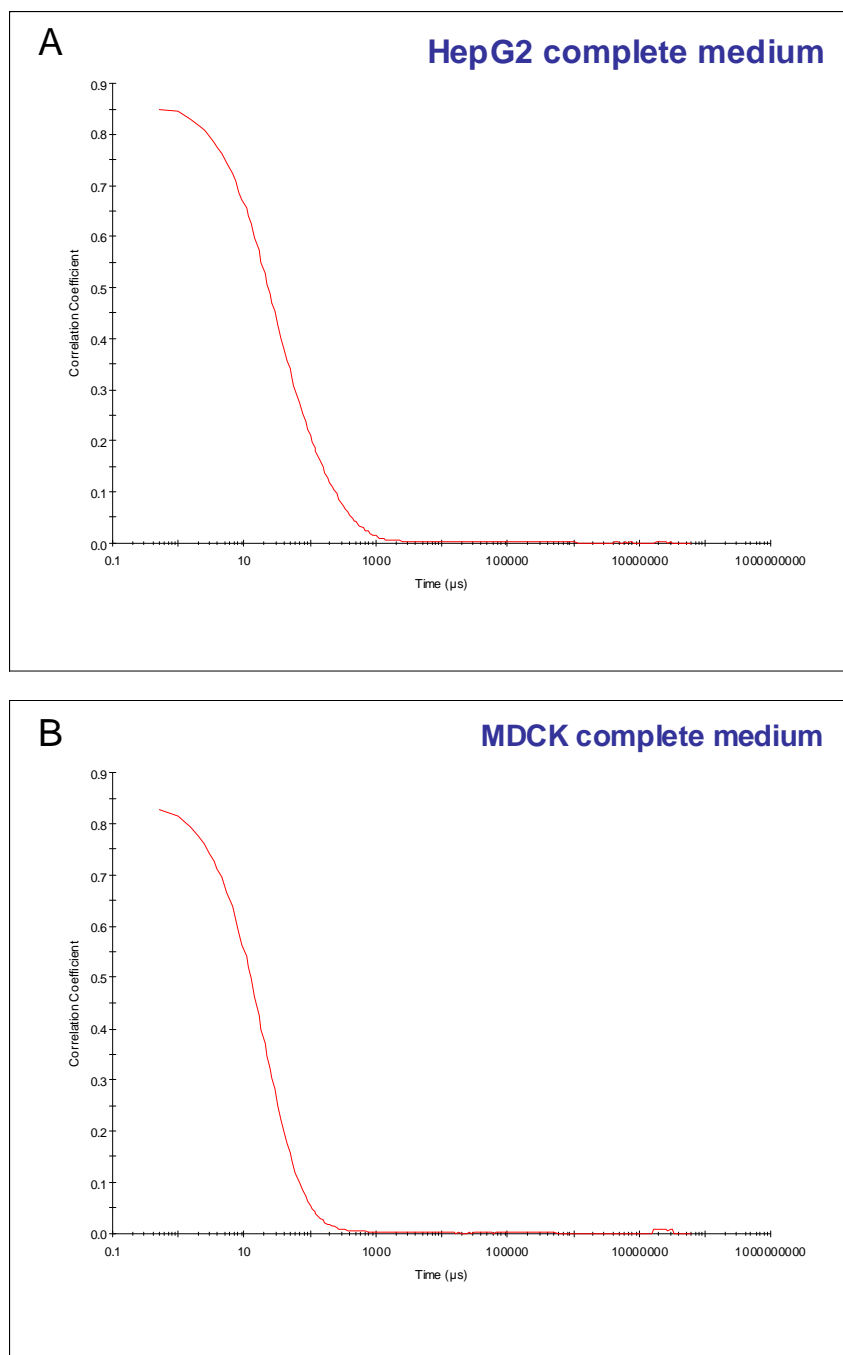 A
HepG2 complete medium
0.9
0.8
0.7
0.6
0.5
0.4
0.3
0.2
0.1
0.0
Correlation Coefficient
0.1 10 1000 100000 10000000 1000000000
Time (µs)
B
MDCK complete medium
0.9
0.8
0.7
0.6
0.5
0.4
0.3
0.2
0.1
0.0
Correlation Coefficient
0.1 10 1000 100000 10000000 1000000000
Time (µs)